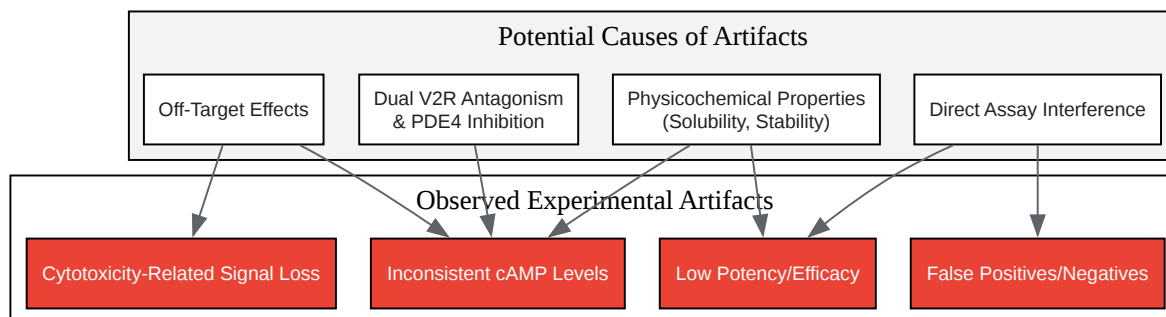 Potential Causes of Artifacts
Off-Target Effects
Dual V2R Antagonism
& PDE4 Inhibition
Physicochemical Properties
(Solubility, Stability)
Direct Assay Interference
Observed Experimental Artifacts
Cytotoxicity-Related Signal Loss
Inconsistent cAMP Levels
Low Potency/Efficacy
False Positives/Negatives